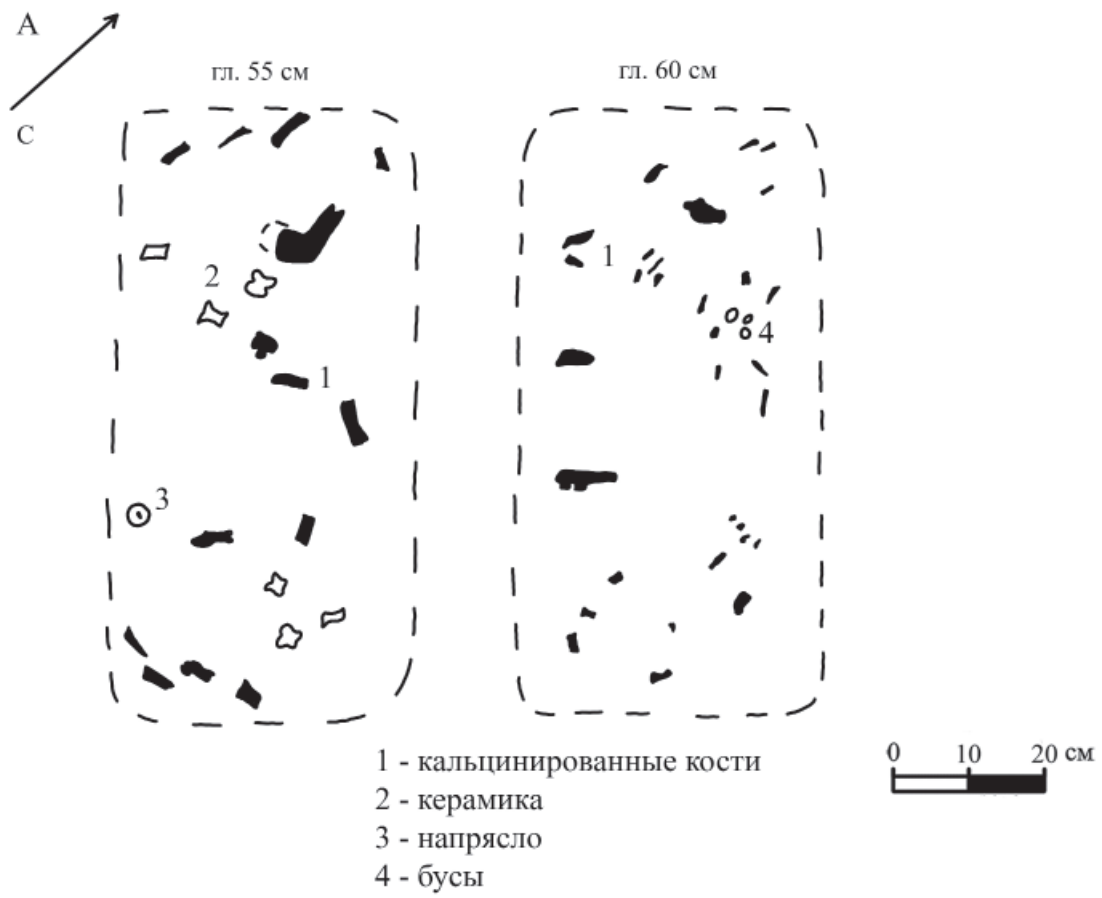 А
С
гл. 55 см
гл. 60 см
2
1
3
1
4
1 - кальцинированные кости
2 - керамика
3 - напрясло
4 - бусы
0 10 20 см